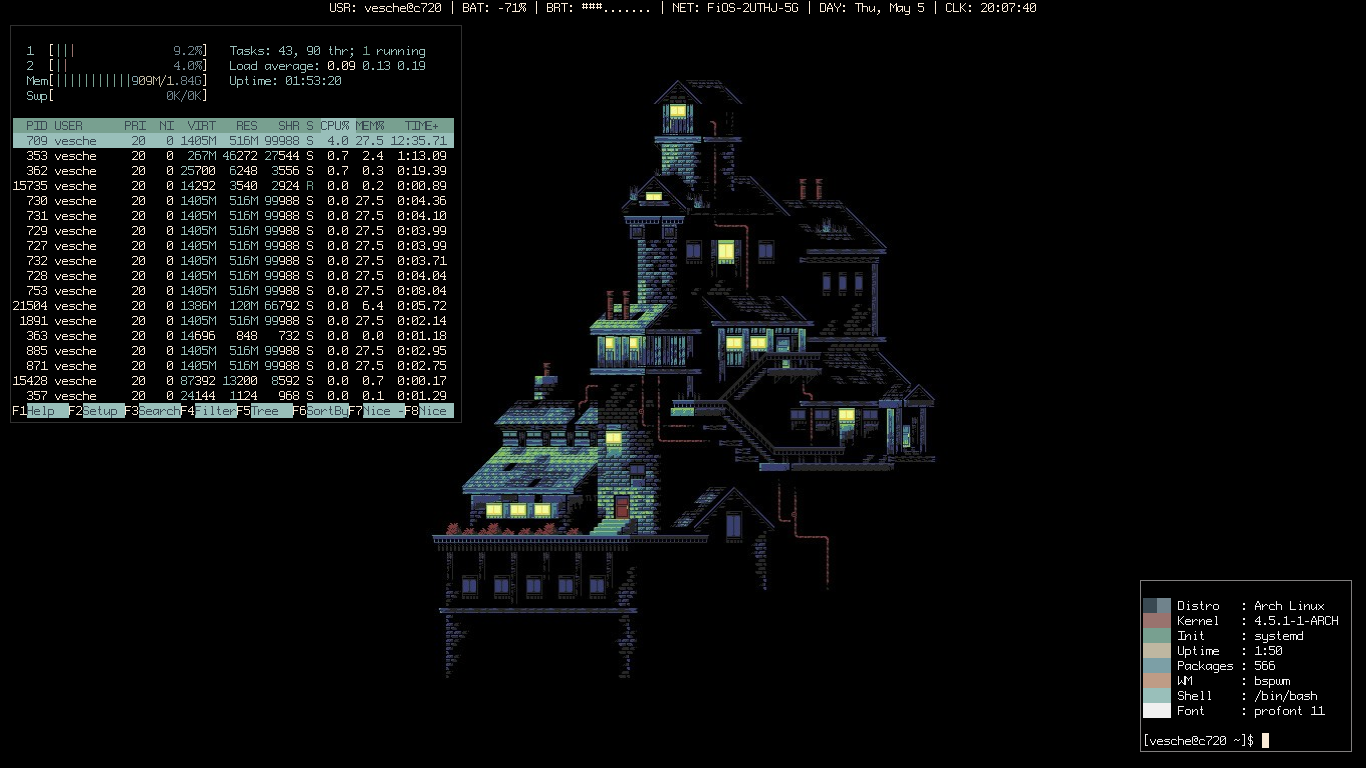 USR: vesche@c720 | BAT: -71% | BRT: ###....... | NET: FiOS-2UTHJ-5G | DAY: Thu, May 5 | CLK: 20:07:40
1 [||| 9.2%] Tasks: 43, 90 thr; 1 running
2 [|| 4.0%] Load average: 0.09 0.13 0.19
Mem[|||||||||||909M/1.84G] Uptime: 01:53:20
Swp[ 0K/0K]
PID USER PRI NI VIRT RES SHR S CPU% MEM% TIME+
709 vesche 20 0 1405M 516M 99988 S 4.0 27.5 12:35.71
353 vesche 20 0 267M 46272 27544 S 0.7 2.4 1:13.09
362 vesche 20 0 25700 6248 3556 S 0.7 0.3 0:19.39
15735 vesche 20 0 14292 3540 2924 R 0.0 0.2 0:00.89
730 vesche 20 0 1405M 516M 99988 S 0.0 27.5 0:04.36
731 vesche 20 0 1405M 516M 99988 S 0.0 27.5 0:04.10
729 vesche 20 0 1405M 516M 99988 S 0.0 27.5 0:03.99
727 vesche 20 0 1405M 516M 99988 S 0.0 27.5 0:03.99
732 vesche 20 0 1405M 516M 99988 S 0.0 27.5 0:03.71
728 vesche 20 0 1405M 516M 99988 S 0.0 27.5 0:04.04
753 vesche 20 0 1405M 516M 99988 S 0.0 27.5 0:08.04
21504 vesche 20 0 1386M 120M 66792 S 0.0 6.4 0:05.72
1891 vesche 20 0 1405M 516M 99988 S 0.0 27.5 0:02.14
363 vesche 20 0 14696 848 732 S 0.0 0.0 0:01.18
885 vesche 20 0 1405M 516M 99988 S 0.0 27.5 0:02.95
871 vesche 20 0 1405M 516M 99988 S 0.0 27.5 0:02.75
15428 vesche 20 0 87392 13200 8592 S 0.0 0.7 0:00.17
357 vesche 20 0 24144 1124 968 S 0.0 0.1 0:01.29
F1Help F2Setup F3SearchF4FilterF5Tree F6SortByF7Nice -F8Nice
Distro : Arch Linux
Kernel : 4.5.1-1-ARCH
Init : systemd
Uptime : 1:50
Packages : 566
WM : bspwm
Shell : /bin/bash
Font : profont 11
[vesche@c720 ~]$